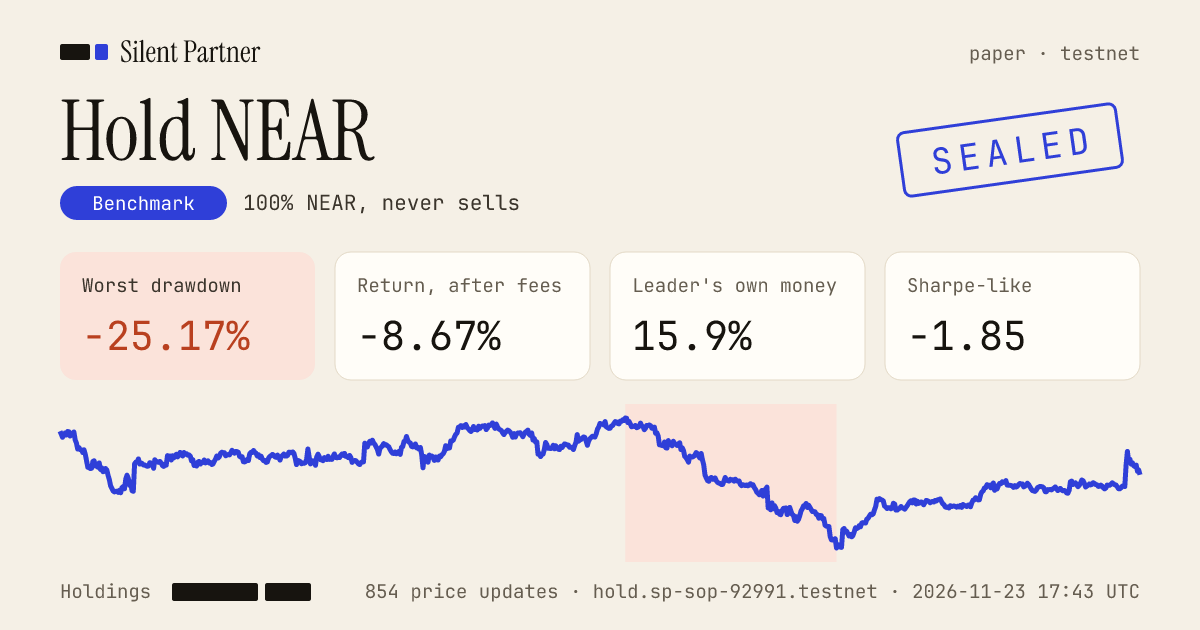 Silent Partner
paper · testnet
Hold NEAR
SEALED
Benchmark
100% NEAR, never sells
Worst drawdown
-25.17%
Return, after fees
-8.67%
Leader's own money
15.9%
Sharpe-like
-1.85
Holdings
854 price updates · hold.sp-sop-92991.testnet · 2026-11-23 17:43 UTC